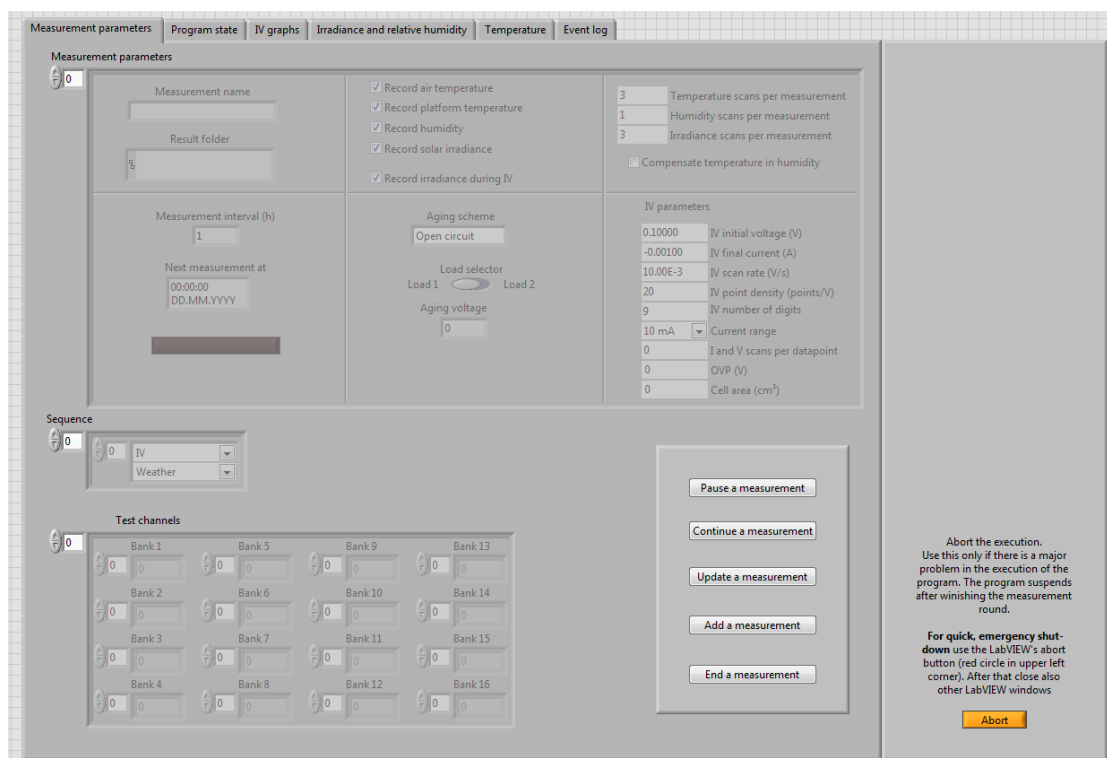 Measurement parameters
Program state
IV graphs
Irradiance and relative humidity
Temperature
Event log
Measurement parameters
0
Measurement name
Result folder
Record air temperature
Record platform temperature
Record humidity
Record solar irradiance
Record irradiance during IV
3 Temperature scans per measurement
1 Humidity scans per measurement
3 Irradiance scans per measurement
Compensate temperature in humidity
Measurement interval (h)
1
Next measurement at
00:00:00
DD.MM.YYYY
Aging scheme
Open circuit
Load selector
Load 1 Load 2
Aging voltage
0
IV parameters
0.10000 IV initial voltage (V)
-0.00100 IV final current (A)
10.00E-3 IV scan rate (V/s)
20 IV point density (points/V)
9 IV number of digits
10 mA Current range
0 I and V scans per datapoint
0 OVP (V)
0 Cell area (cm²)
Sequence
0
0 IV
Weather
Test channels
0
Bank 1 Bank 5 Bank 9 Bank 13
0 0 0 0 0 0 0 0
Bank 2 Bank 6 Bank 10 Bank 14
0 0 0 0 0 0 0 0
Bank 3 Bank 7 Bank 11 Bank 15
0 0 0 0 0 0 0 0
Bank 4 Bank 8 Bank 12 Bank 16
0 0 0 0 0 0 0 0
Pause a measurement
Continue a measurement
Update a measurement
Add a measurement
End a measurement
Abort the execution.
Use this only if there is a major
problem in the execution of the
program. The program suspends
after winishing the measurement
round.
For quick, emergency shut-
down use the LabVIEW's abort
button (red circle in upper left
corner). After that close also
other LabVIEW windows
Abort